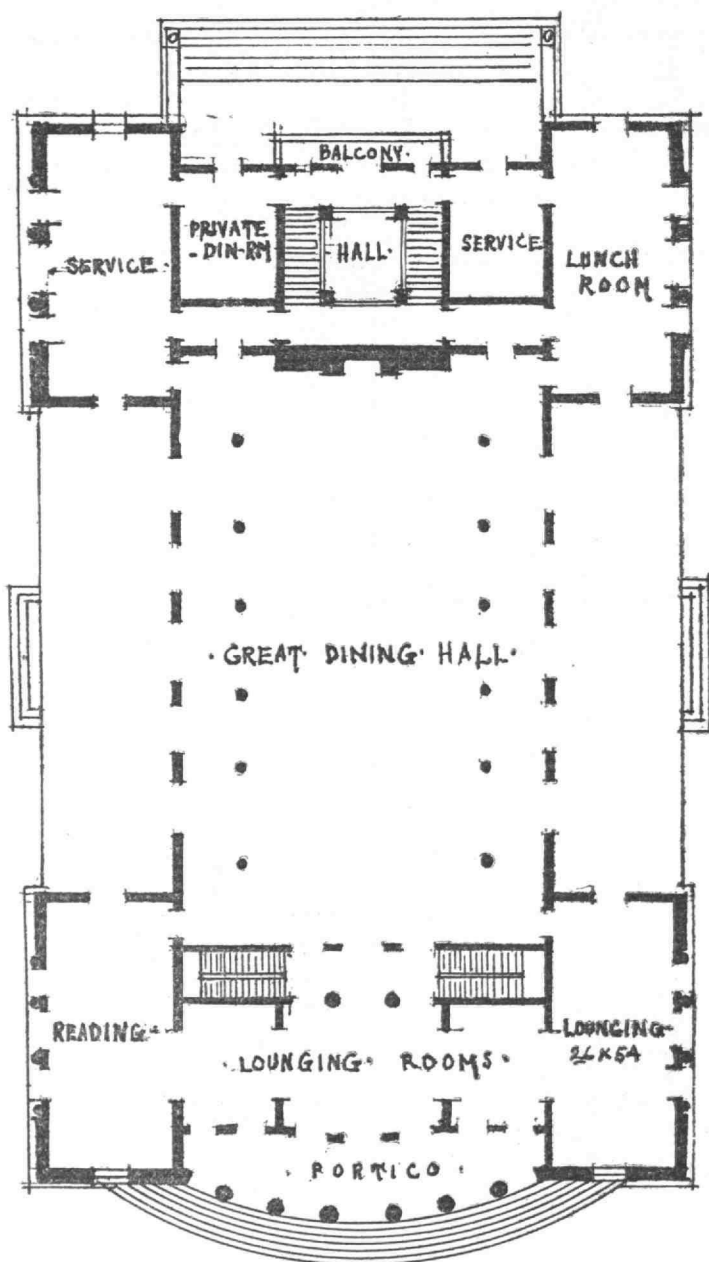 BALCONY·
PRIVATE
- DIN-RM
·HALL·
SERVICE
SERVICE
LUNCH
ROOM
· GREAT· DINING· HALL·
READING
·LOUNGING· ROOMS·
LOUNGING
26 x 54
· PORTICO ·